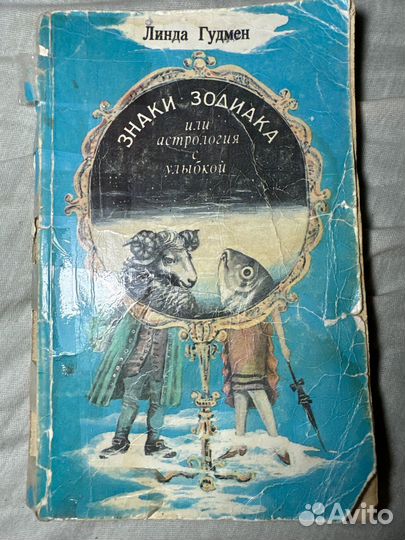 Линда Гудмен
ЗНАКИ ЗОДИАКА
или
астрология
с
улыбкой
Avito